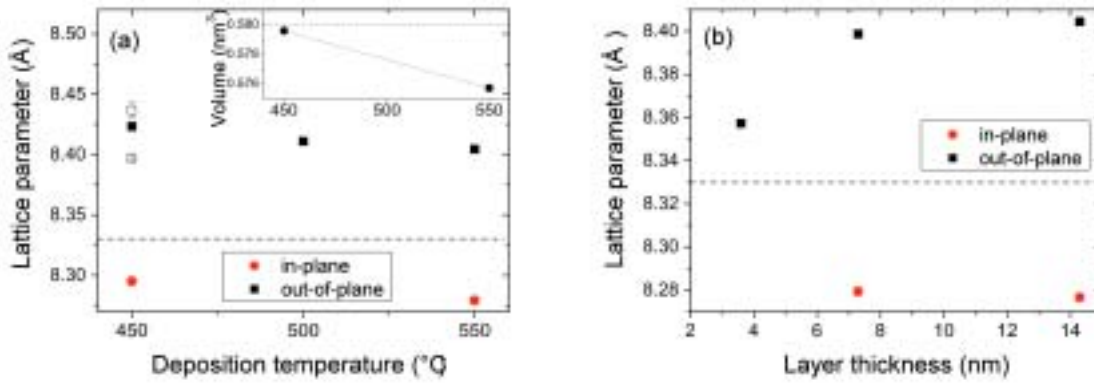 (a)
Lattice parameter (Å)
8.50
8.45
8.40
8.35
8.30
Volume (nm³)
0.580
0.578
0.576
450
500
550
in-plane
out-of-plane
450
500
550
Deposition temperature (°C)
(b)
Lattice parameter (Å)
8.40
8.38
8.36
8.34
8.32
8.30
8.28
in-plane
out-of-plane
2
4
6
8
10
12
14
Layer thickness (nm)